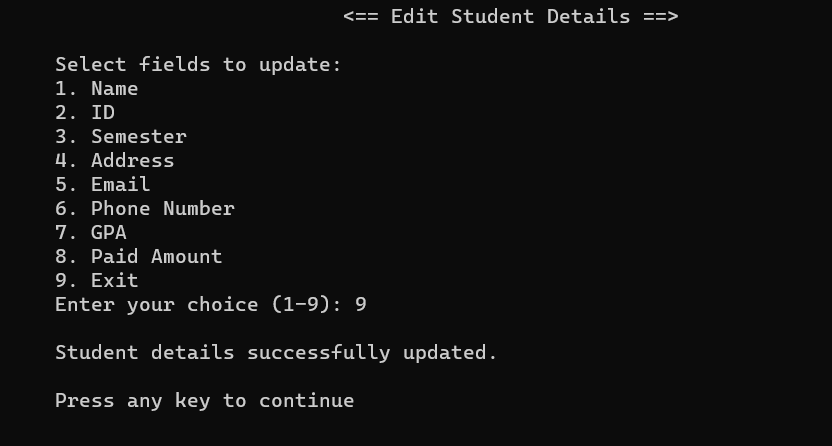 <== Edit Student Details ==>
Select fields to update:
1. Name
2. ID
3. Semester
4. Address
5. Email
6. Phone Number
7. GPA
8. Paid Amount
9. Exit
Enter your choice (1-9): 9
Student details successfully updated.
Press any key to continue